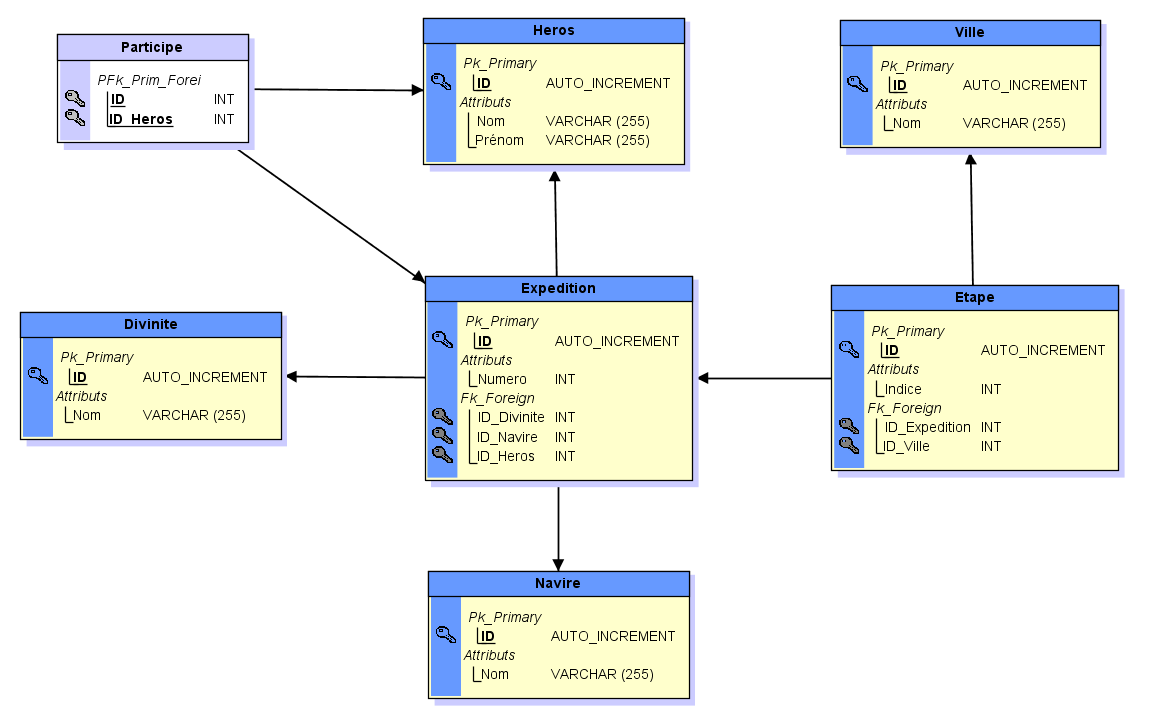 Participe
PFk_Prim_Forei
ID INT
ID_Heros INT
Heros
Pk_Primary
ID AUTO_INCREMENT
Attributs
Nom VARCHAR (255)
Prénom VARCHAR (255)
Ville
Pk_Primary
ID AUTO_INCREMENT
Attributs
Nom VARCHAR (255)
Divinite
Pk_Primary
ID AUTO_INCREMENT
Attributs
Nom VARCHAR (255)
Expedition
Pk_Primary
ID AUTO_INCREMENT
Attributs
Numero INT
Fk_Foreign
ID_Divinite INT
ID_Navire INT
ID_Heros INT
Etape
Pk_Primary
ID AUTO_INCREMENT
Attributs
Indice INT
Fk_Foreign
ID_Expedition INT
ID_Ville INT
Navire
Pk_Primary
ID AUTO_INCREMENT
Attributs
Nom VARCHAR (255)